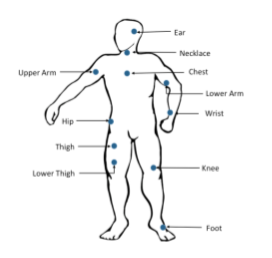 Ear
Necklace
Upper Arm
Chest
Lower Arm
Wrist
Hip
Thigh
Lower Thigh
Knee
Foot